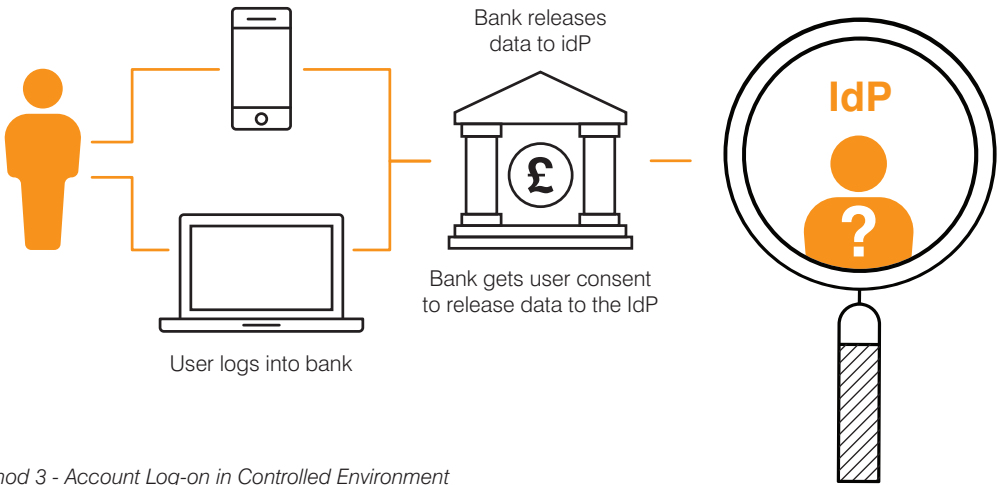 Bank releases
data to idP
IdP
£
?
Bank gets user consent
to release data to the IdP
User logs into bank
3 - Account Log-on in Controlled Environment